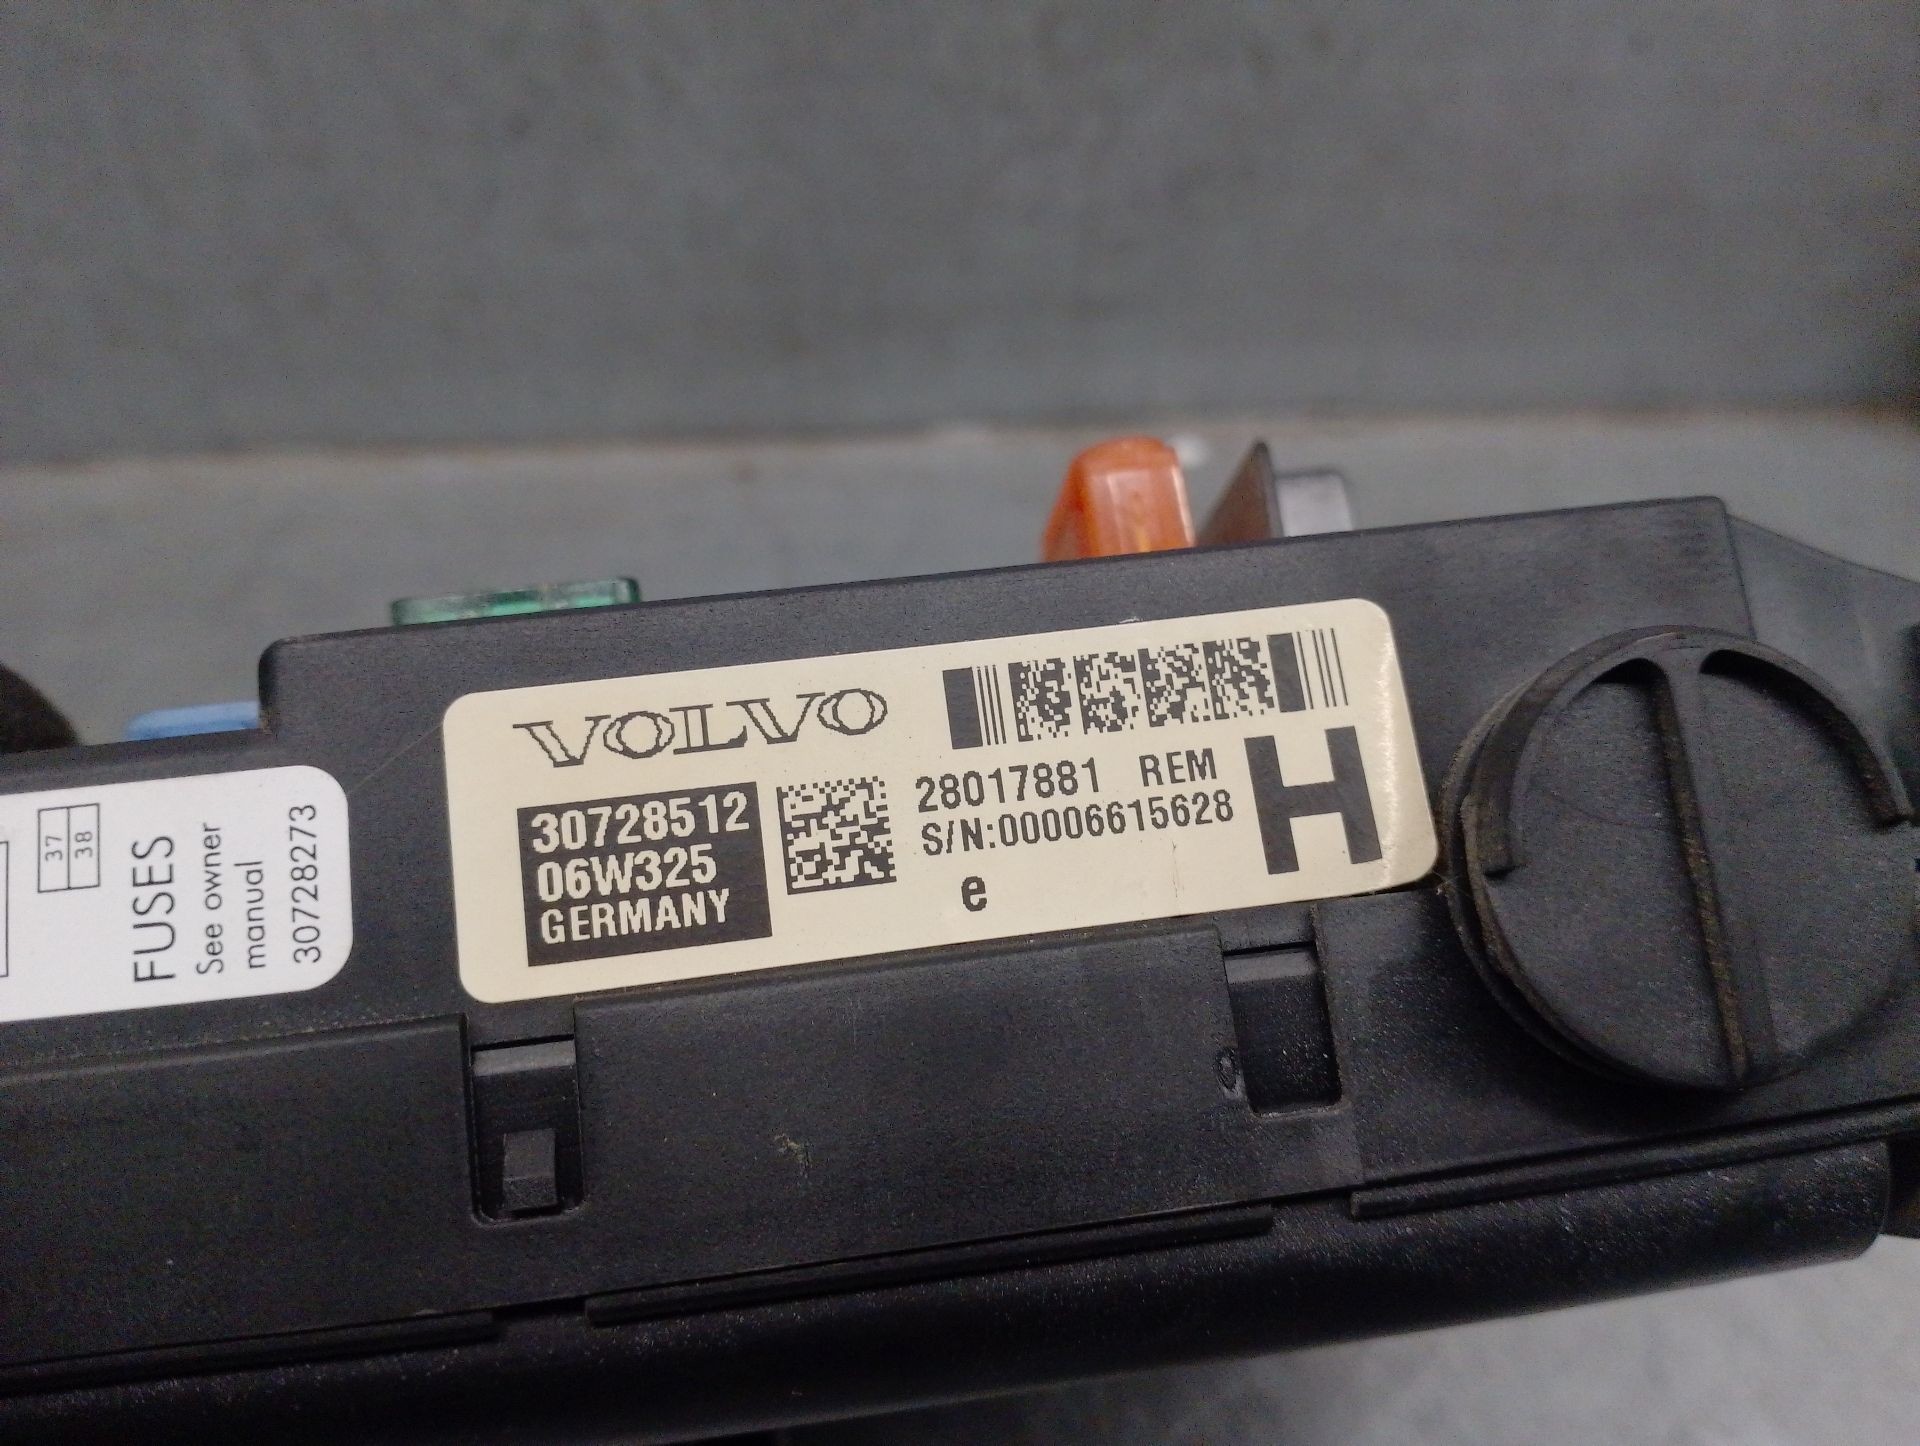 VOLVO
30728512
06W325
GERMANY
28017881 REM
S/N:00006615628
e
H
37
38
FUSES
See owner
manual
30728273